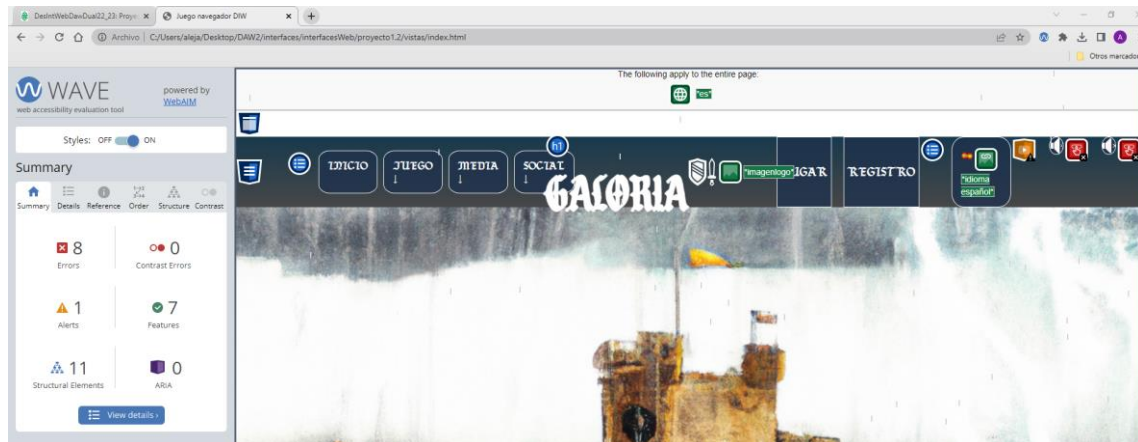 DesIntWebDawDual22_23: Proye
Juego navegador DIW
Archivo
C:/Users/aleja/Desktop/DAW2/interfaces/interfacesWeb/proyecto1.2/vistas/index.html
A
Otros marcador
WAVE
web accessibility evaluation tool
powered by
WebAIM
Styles: OFF ON
Summary
Summary Details Reference Order Structure Contrast
8
Errors
0
Contrast Errors
1
Alerts
7
Features
11
Structural Elements
0
ARIA
View details ›
The following apply to the entire page:
*es*
h1
INICIO
JUEGO
↓
MEDIA
↓
SOCIAL
↓
GALORIA
*imagenlogo*
GAR
REGISTRO
*idioma
español*